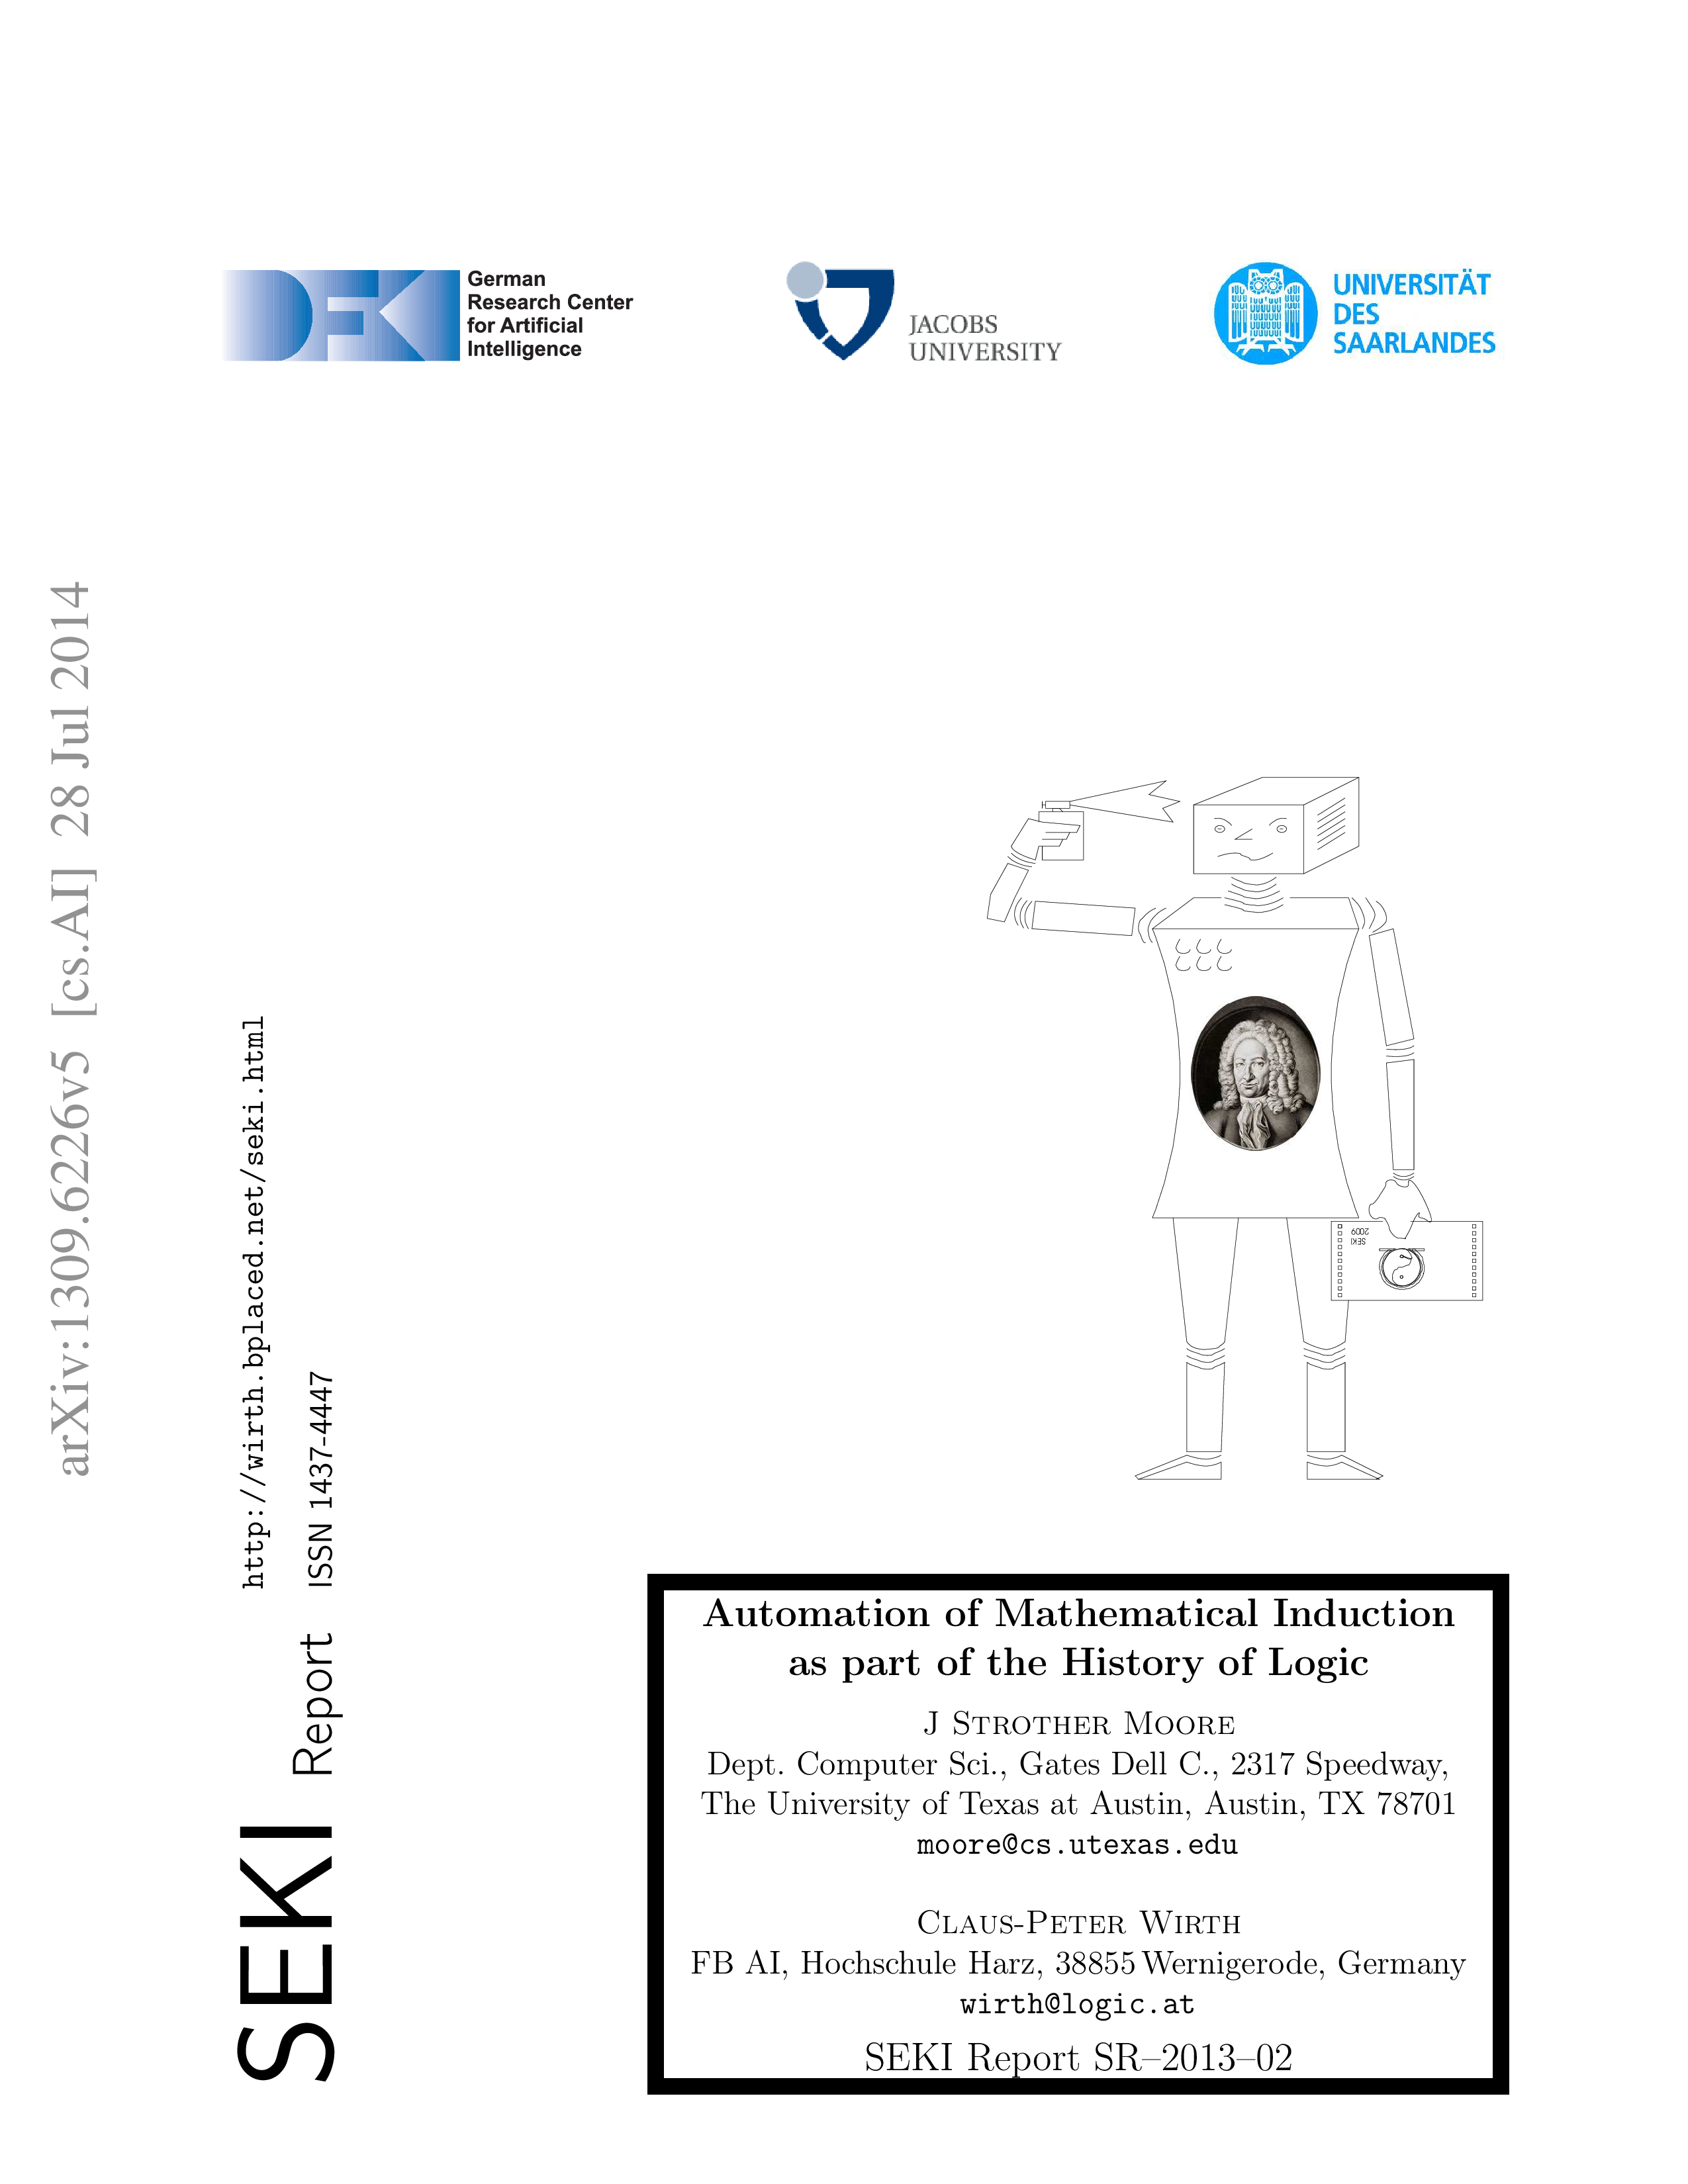 German
Research Center
for Artificial
Intelligence
JACOBS
UNIVERSITY
UNIVERSITÄT
DES
SAARLANDES
arXiv:1309.6226v5 [cs.AI] 28 Jul 2014
http://wirth.bplaced.net/seki.html
SEKI Report ISSN 1437-4447
SEKI
2009
Automation of Mathematical Induction
as part of the History of Logic
J STROTHER MOORE
Dept. Computer Sci., Gates Dell C., 2317 Speedway,
The University of Texas at Austin, Austin, TX 78701
moore@cs.utexas.edu
CLAUS-PETER WIRTH
FB AI, Hochschule Harz, 38855 Wernigerode, Germany
wirth@logic.at
SEKI Report SR–2013–02